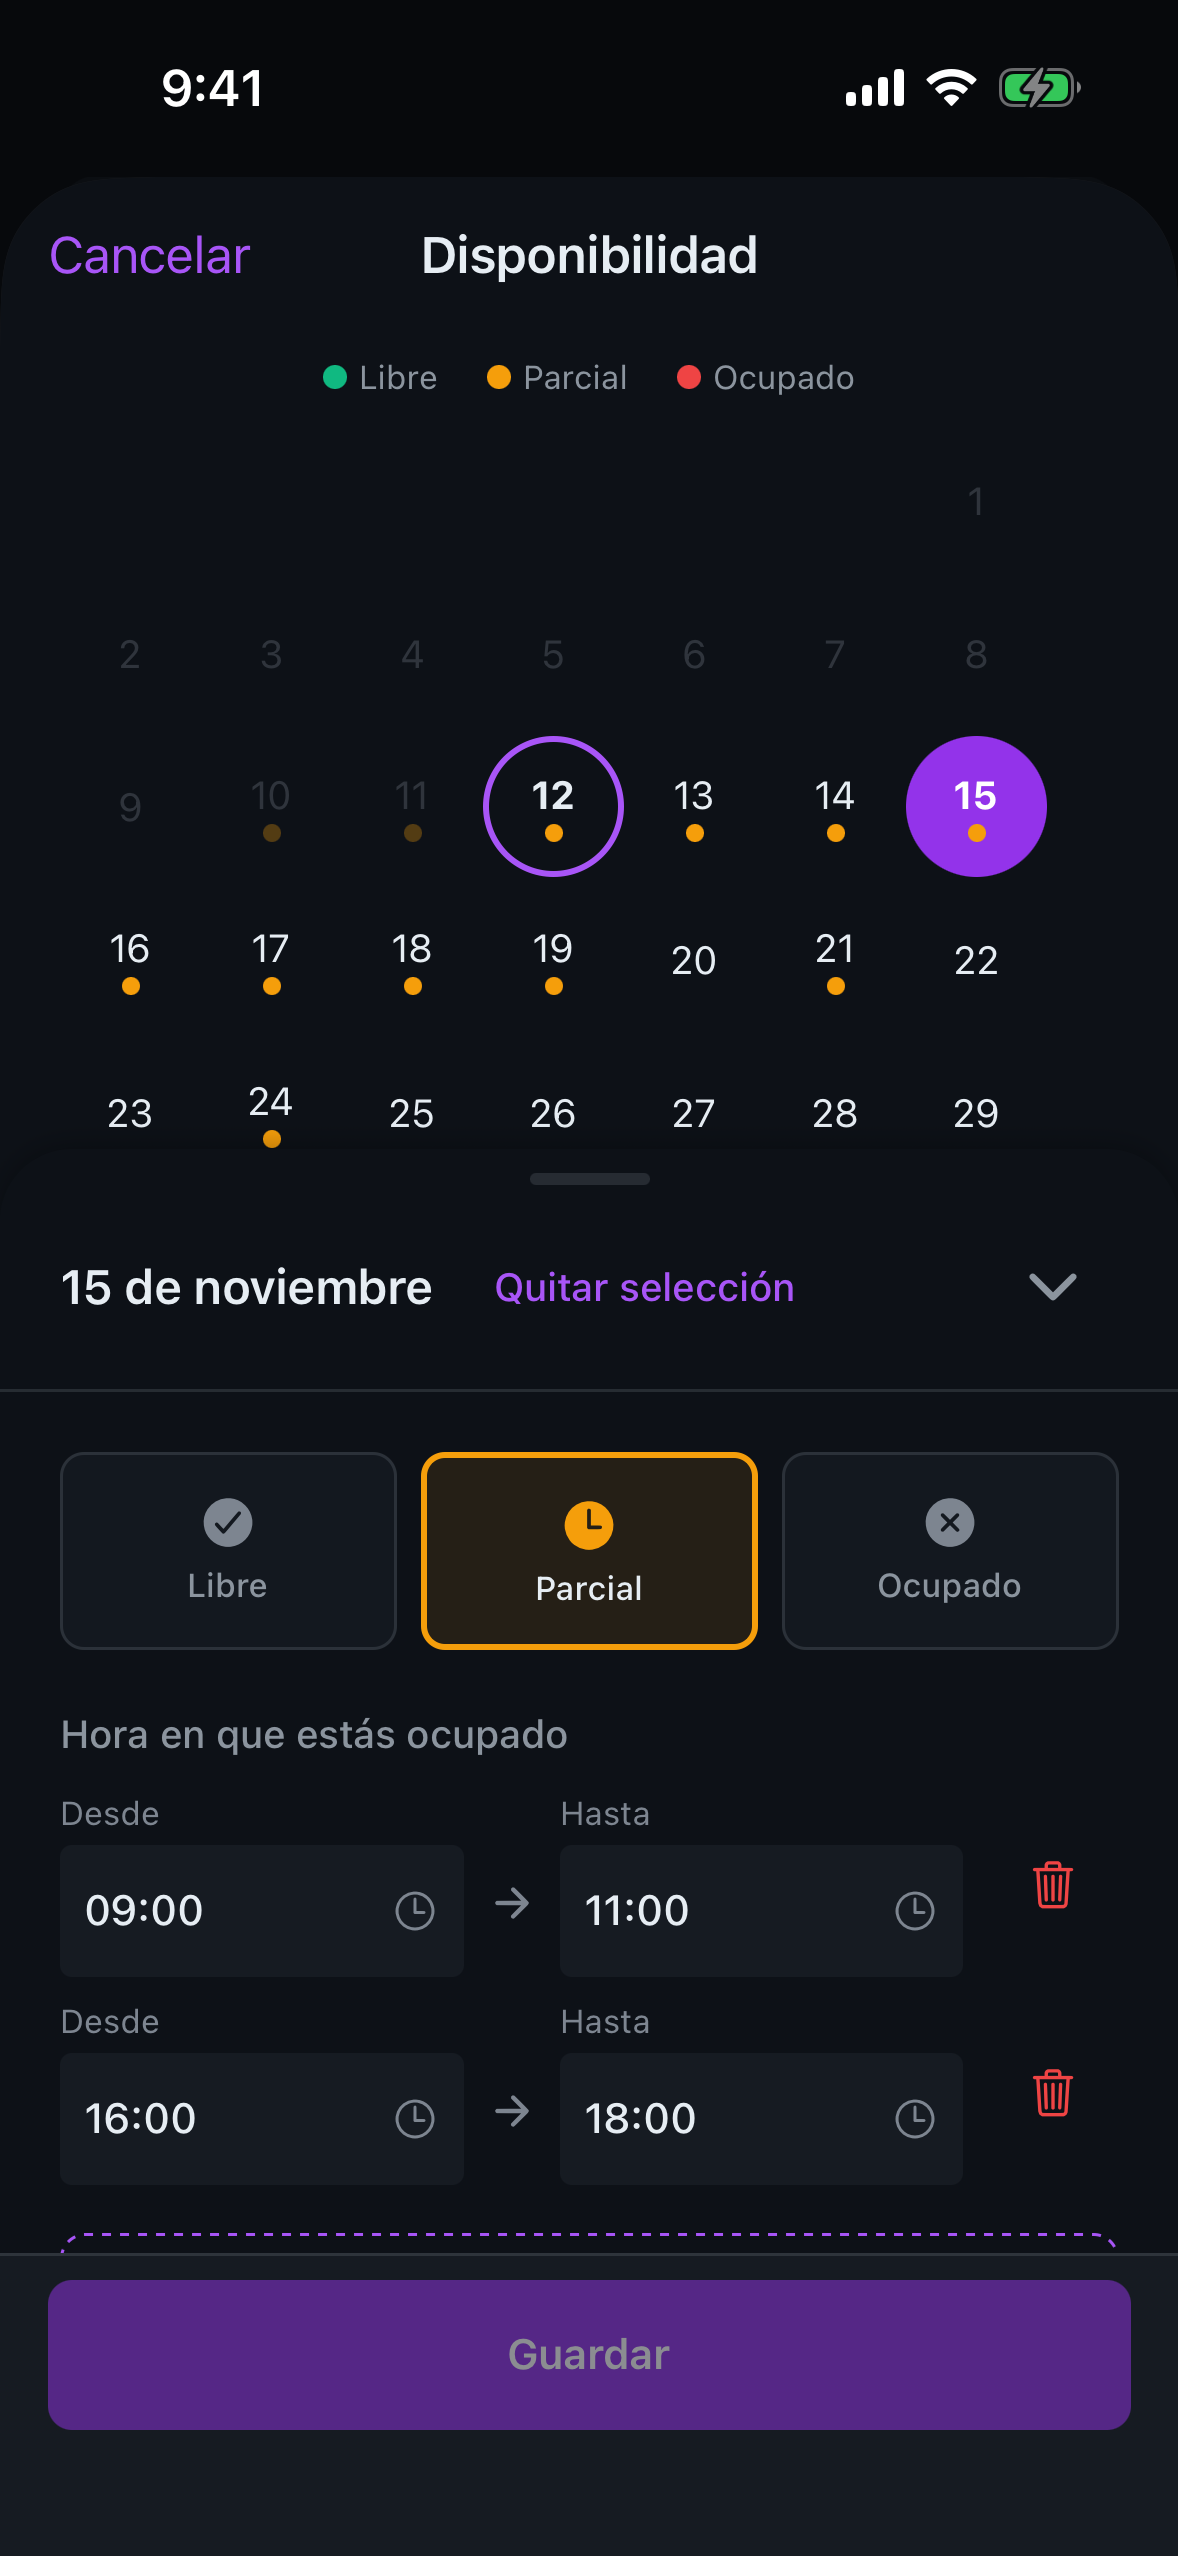 9:41
Cancelar Disponibilidad
Libre Parcial Ocupado
1
2 3 4 5 6 7 8
9 10 11 12 13 14 15
16 17 18 19 20 21 22
23 24 25 26 27 28 29
15 de noviembre Quitar selección
Libre Parcial Ocupado
Hora en que estás ocupado
Desde Hasta
09:00 11:00
Desde Hasta
16:00 18:00
Guardar